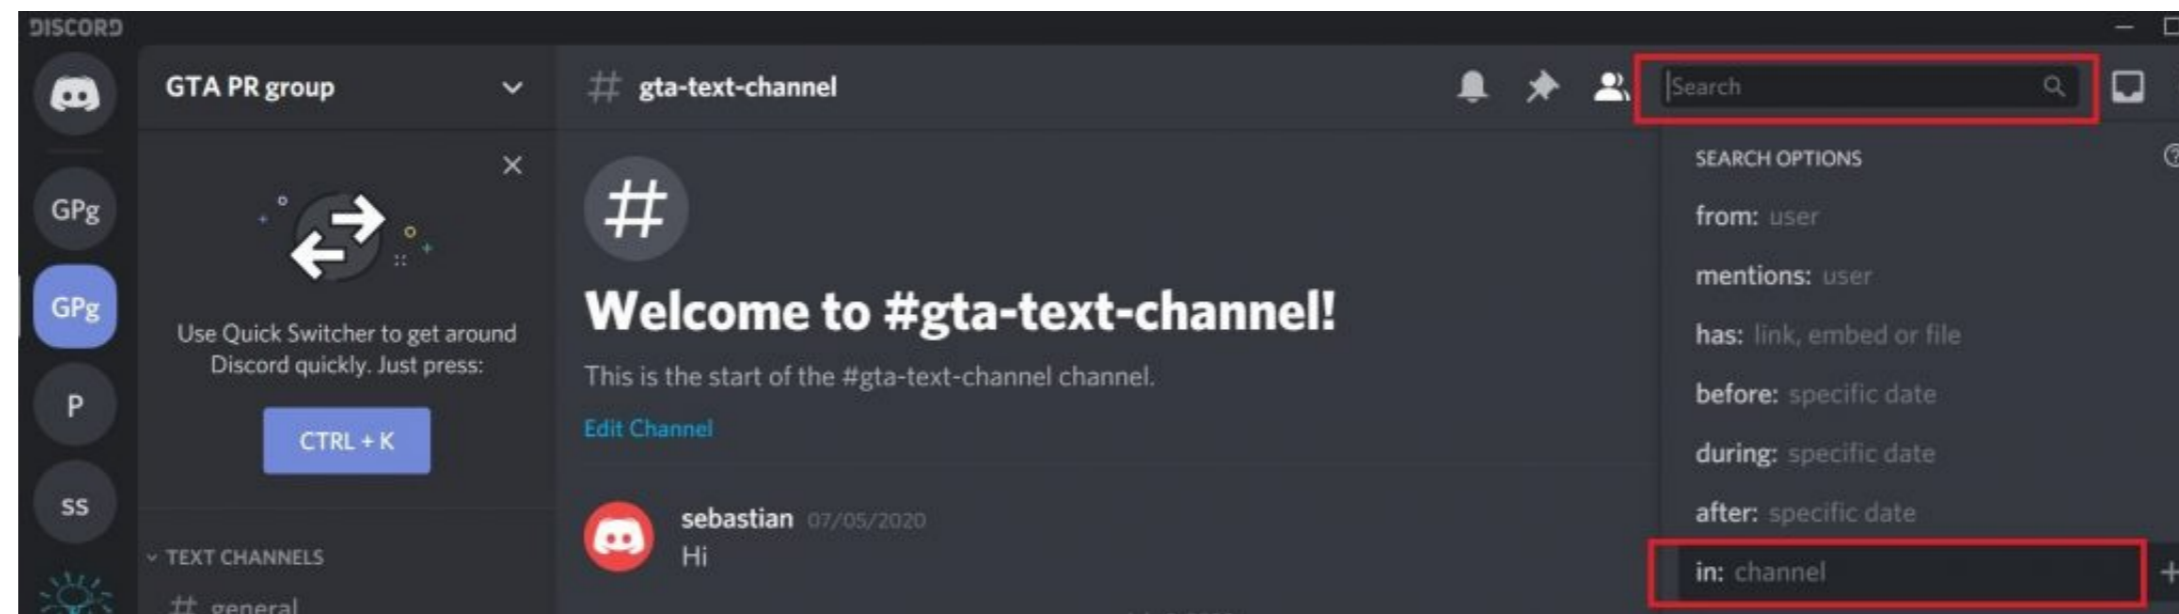 DISCORD
GTA PR group
# gta-text-channel
Search
GPg
GPg
P
ss
Use Quick Switcher to get around
Discord quickly. Just press:
CTRL + K
TEXT CHANNELS
# general
#
Welcome to #gta-text-channel!
This is the start of the #gta-text-channel channel.
Edit Channel
sebastian 07/05/2020
Hi
SEARCH OPTIONS
from: user
mentions: user
has: link, embed or file
before: specific date
during: specific date
after: specific date
in: channel